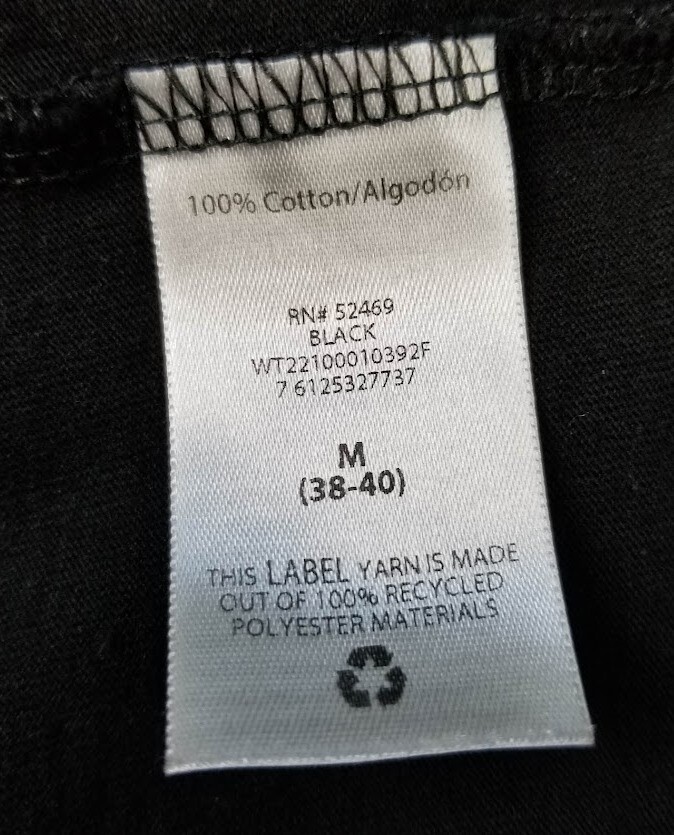 100% Cotton/Algodón
RN# 52469
BLACK
WT22100010392F
7 6125327737
M
(38-40)
THIS LABEL YARN IS MADE
OUT OF 100% RECYCLED
POLYESTER MATERIALS